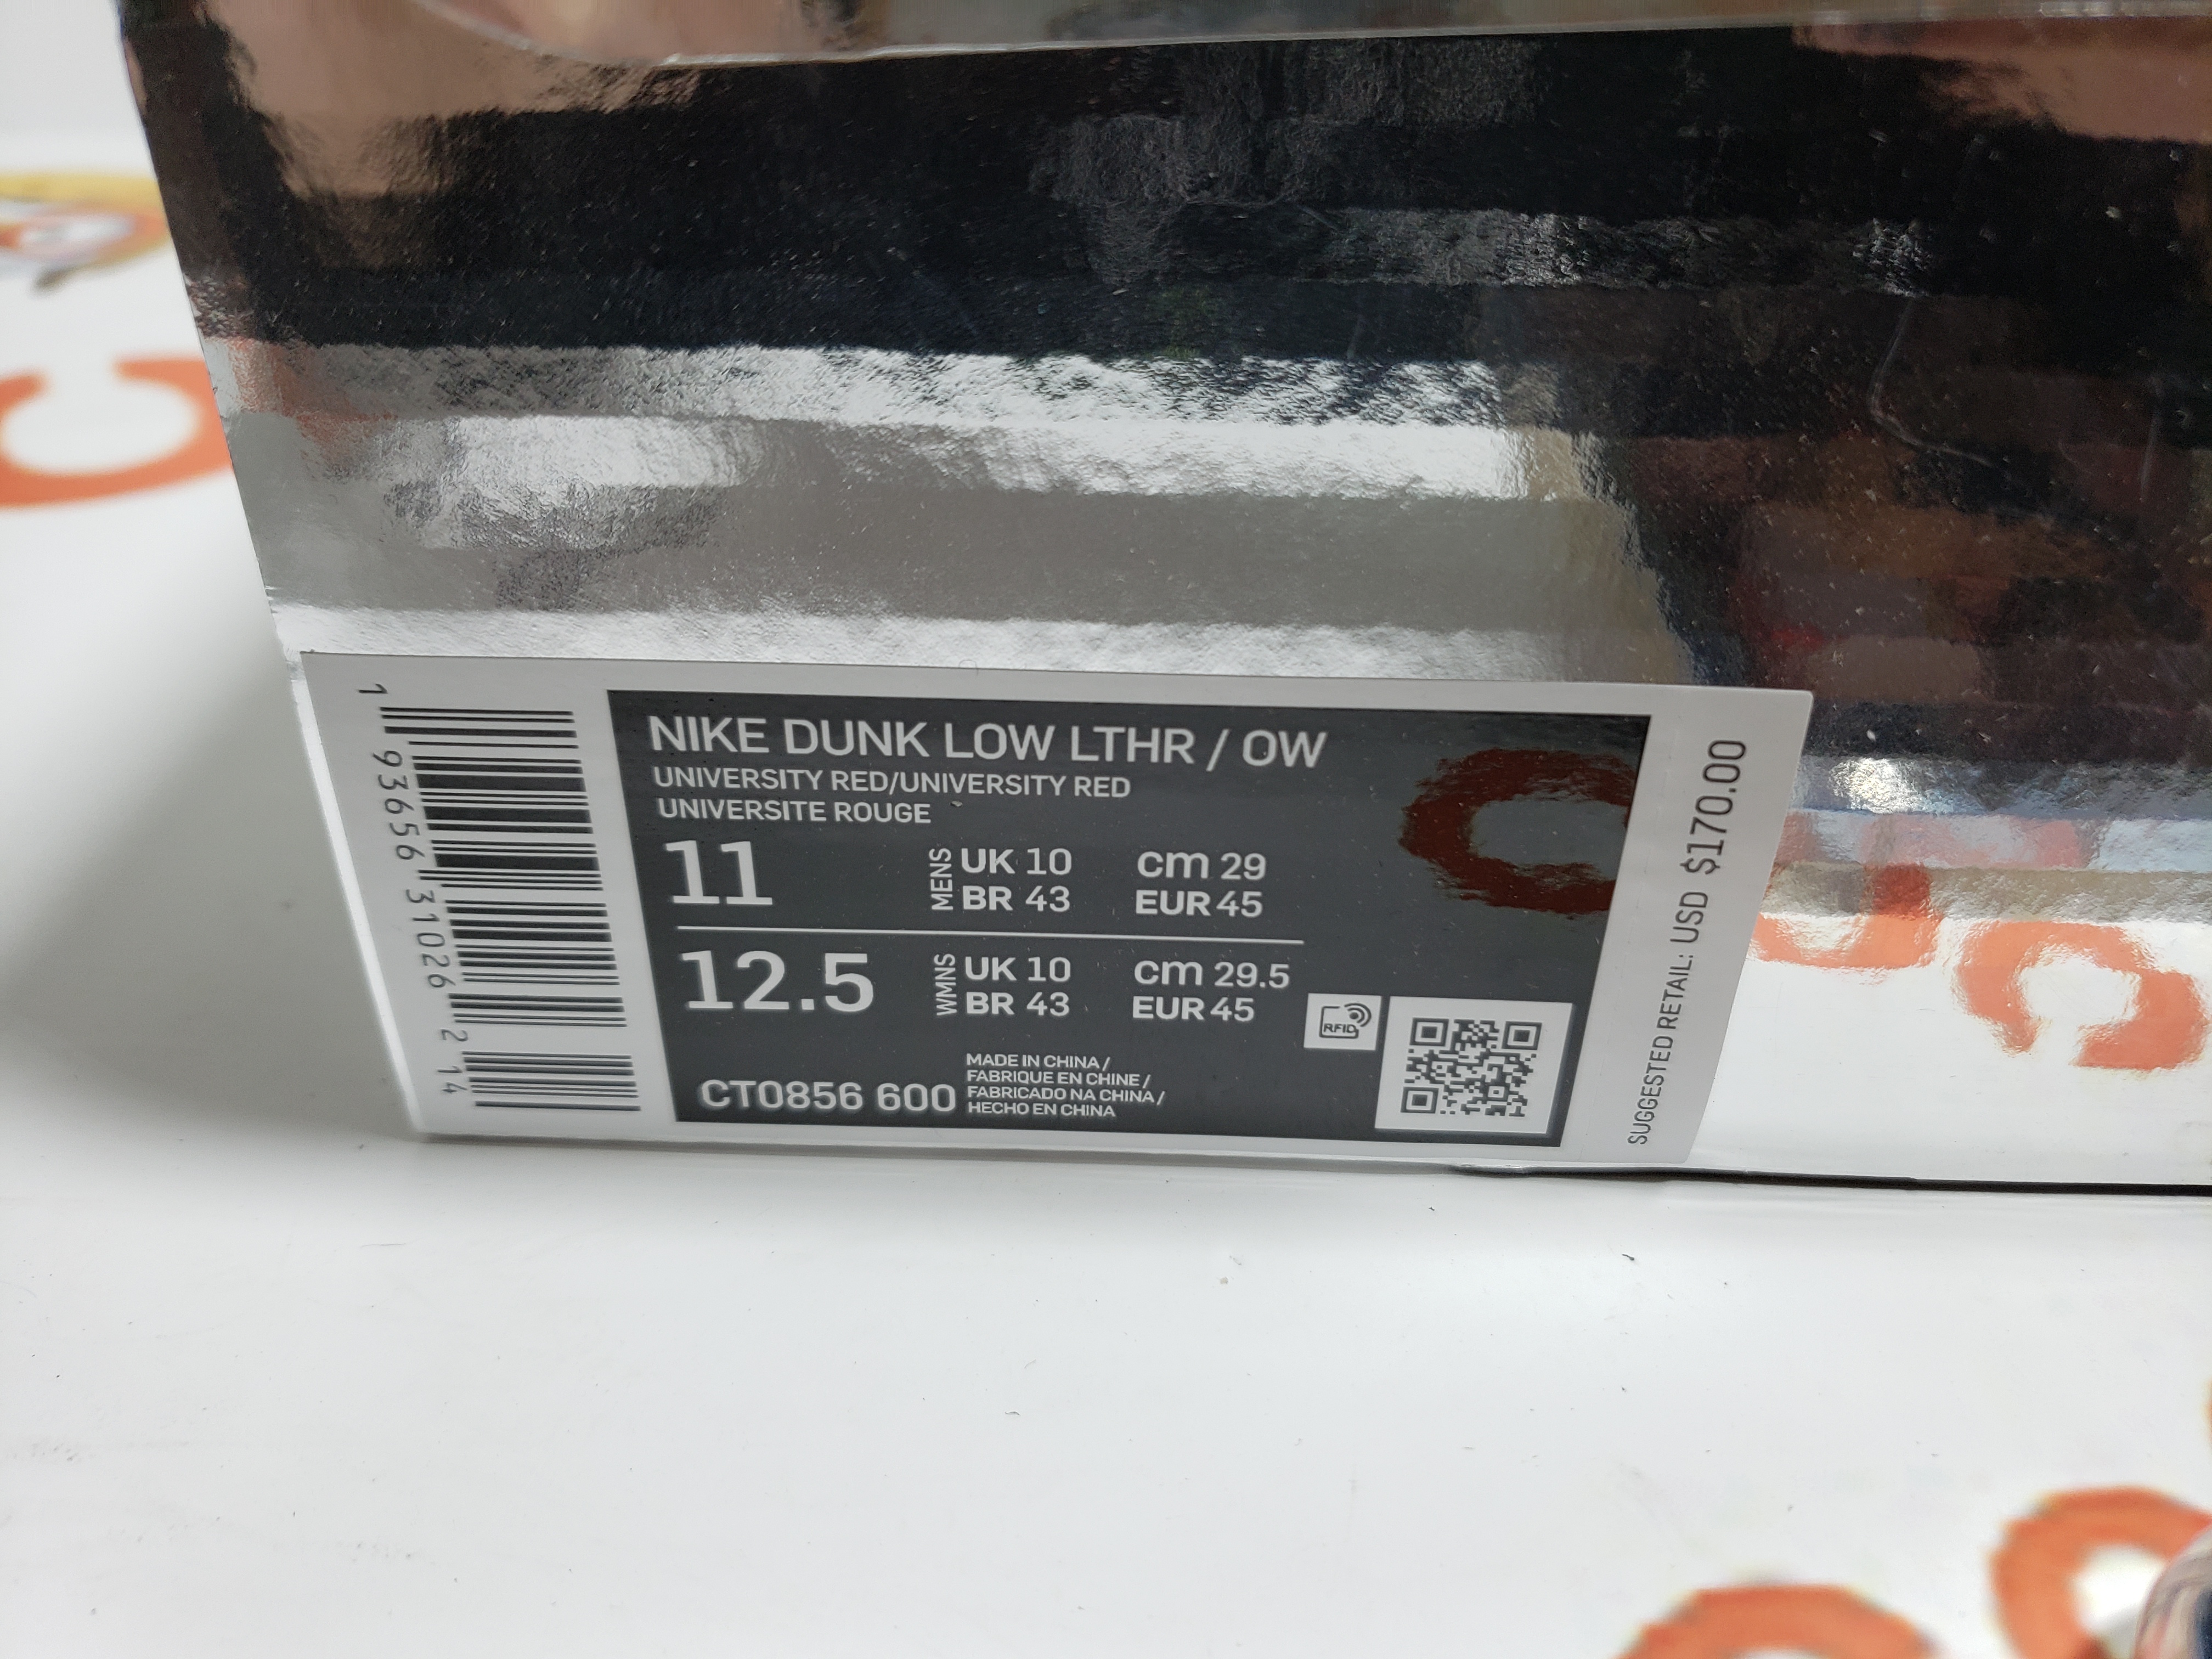 NIKE DUNK LOW LTHR / OW
UNIVERSITY RED/UNIVERSITY RED
UNIVERSITE ROUGE
11 MENS UK 10 cm 29
BR 43 EUR 45
12.5 WMNS UK 10 cm 29.5
BR 43 EUR 45
RFID
CT0856 600
MADE IN CHINA /
FABRIQUE EN CHINE /
FABRICADO NA CHINA /
HECHO EN CHINA
1 93656 31026 2 14
SUGGESTED RETAIL: USD $170.00